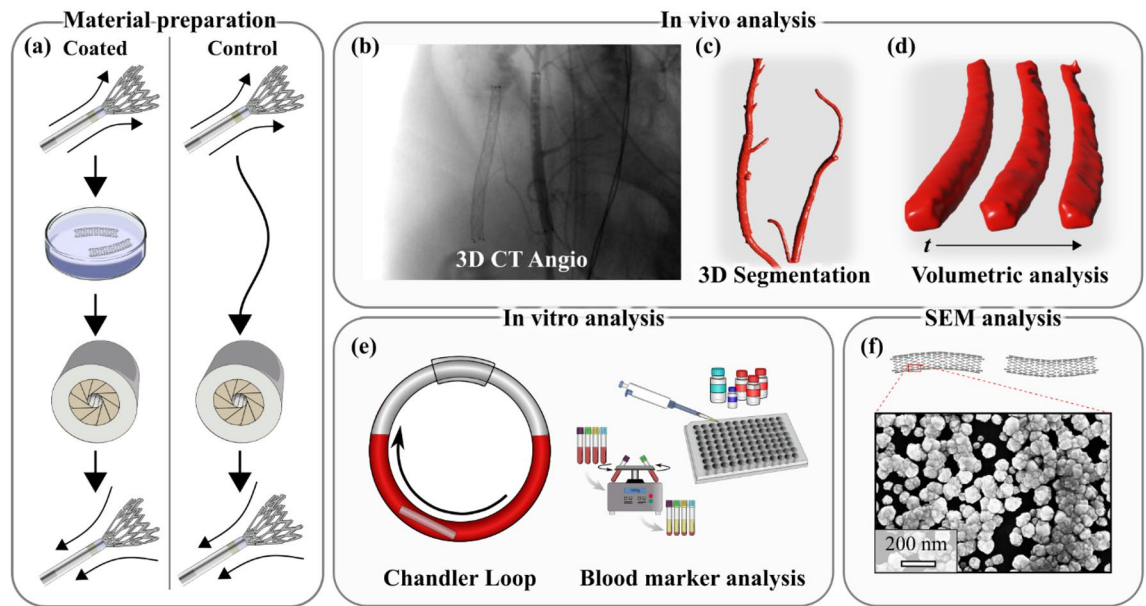 Material preparation
(a)
Coated
Control
In vivo analysis
(b)
3D CT Angio
(c)
3D Segmentation
(d)
t
Volumetric analysis
In vitro analysis
(e)
Chandler Loop
Blood marker analysis
SEM analysis
(f)
200 nm